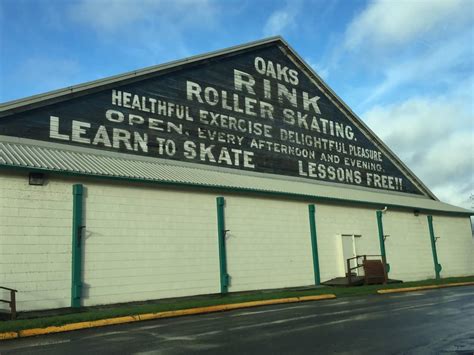 OAKS
RINK
ROLLER SKATING.
HEALTHFUL EXERCISE DELIGHTFUL PLEASURE
OPEN. EVERY AFTERNOON AND EVENING.
LEARN TO SKATE LESSONS FREE!!